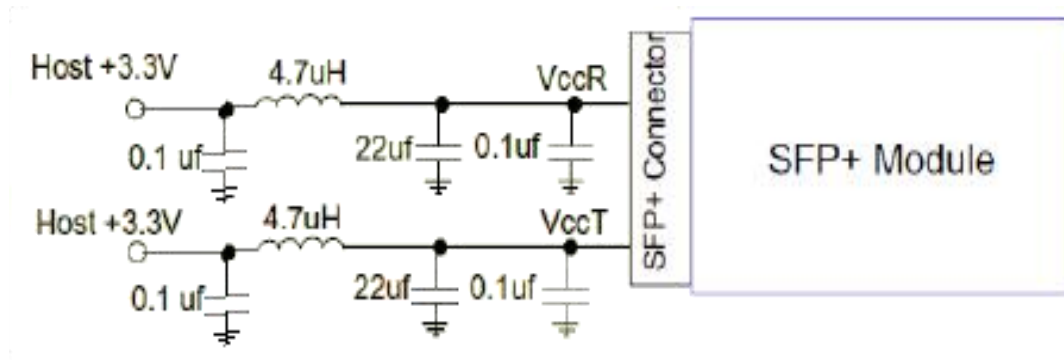 Host +3.3V
4.7uH
VccR
0.1 uf
22uf
0.1uf
Host +3.3V
4.7uH
VccT
0.1 uf
22uf
0.1uf
SFP+ Connector
SFP+ Module